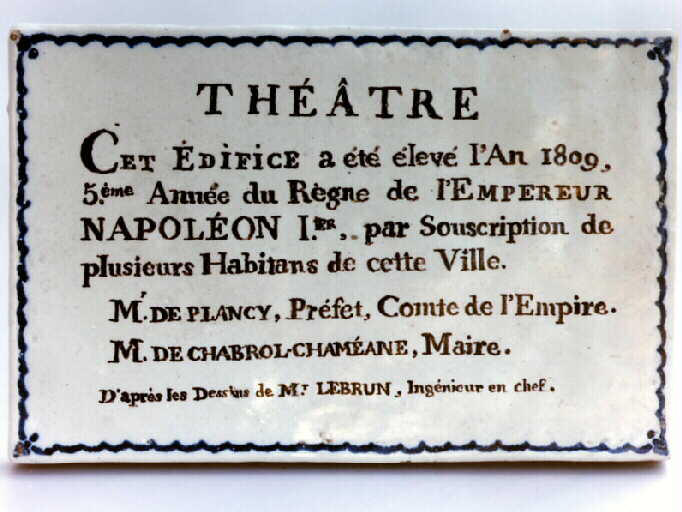 THÉÂTRE
CET ÉDIFICE a été élevé l'An 1809,
5.ème Année du Règne de l'EMPEREUR
NAPOLÉON I.ER, par Souscription de
plusieurs Habitans de cette Ville.
Mr. DE PLANCY, Préfet, Comte de l'Empire.
M. DE CHABROL-CHAMÉANE, Maire.
D'après les Dessins de Mr LEBRUN, Ingénieur en chef.